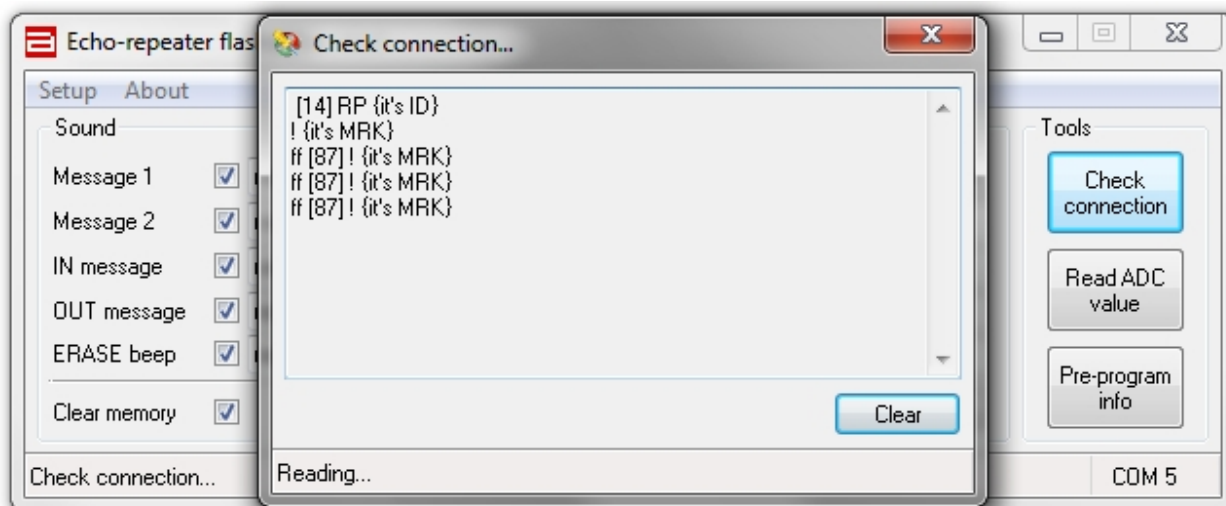 Echo-repeater flas
Check connection...
Setup About
Sound
Message 1
Message 2
IN message
OUT message
ERASE beep
Clear memory
[14] RP {it's ID}
! {it's MRK}
ff [87] ! {it's MRK}
ff [87] ! {it's MRK}
ff [87] ! {it's MRK}
Clear
Reading...
Tools
Check
connection
Read ADC
value
Pre-program
info
Check connection...
COM 5